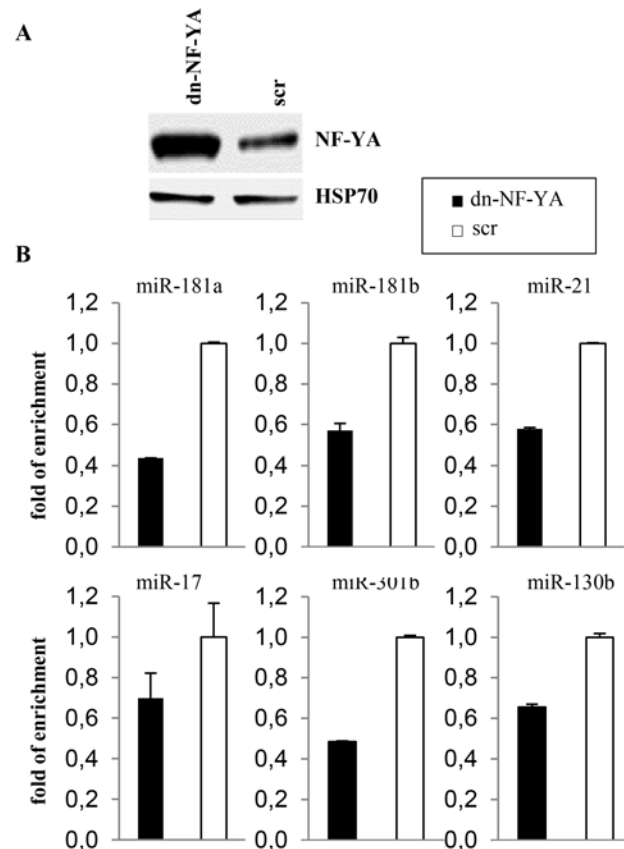 A
dn-NF-YA
scr
NF-YA
HSP70
dn-NF-YA
scr
B
miR-181a
miR-181b
miR-21
fold of enrichment
1,2
1,0
0,8
0,6
0,4
0,2
0,0
1,2
1,0
0,8
0,6
0,4
0,2
0,0
1,2
1,0
0,8
0,6
0,4
0,2
0,0
miR-17
miR-301b
miR-130b
fold of enrichment
1,2
1,0
0,8
0,6
0,4
0,2
0,0
1,2
1,0
0,8
0,6
0,4
0,2
0,0
1,2
1,0
0,8
0,6
0,4
0,2
0,0